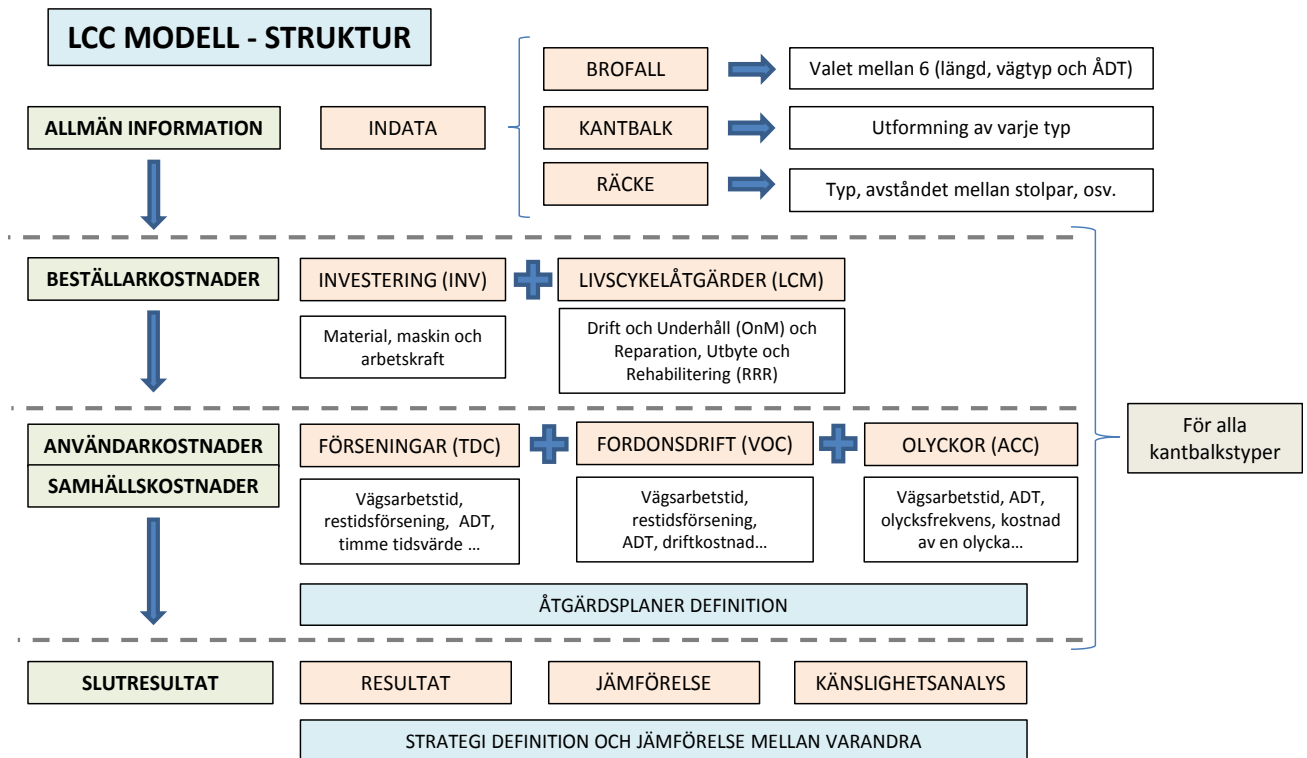 LCC MODELL - STRUKTUR
BROFALL
Valet mellan 6 (längd, vägtyp och ÅDT)
ALLMÄN INFORMATION
INDATA
KANTBALK
Utformning av varje typ
RÄCKE
Typ, avståndet mellan stolpar, osv.
BESTÄLLARKOSTNADER
INVESTERING (INV)
LIVSCYKELÅTGÄRDER (LCM)
Material, maskin och
arbetskraft
Drift och Underhåll (OnM) och
Reparation, Utbyte och
Rehabilitering (RRR)
För alla
kantbalkstyper
ANVÄNDARKOSTNADER
SAMHÄLLSKOSTNADER
FÖRSENINGAR (TDC)
FORDONSDRIFT (VOC)
OLYCKOR (ACC)
Vägsarbetstid,
restidsförsening, ADT,
timme tidsvärde ...
Vägsarbetstid,
restidsförsening,
ADT, driftkostnad...
Vägsarbetstid, ADT,
olycksfrekvens, kostnad
av en olycka...
ÅTGÄRDSPLANER DEFINITION
SLUTRESULTAT
RESULTAT
JÄMFÖRELSE
KÄNSLIGHETSANALYS
STRATEGI DEFINITION OCH JÄMFÖRELSE MELLAN VARANDRA